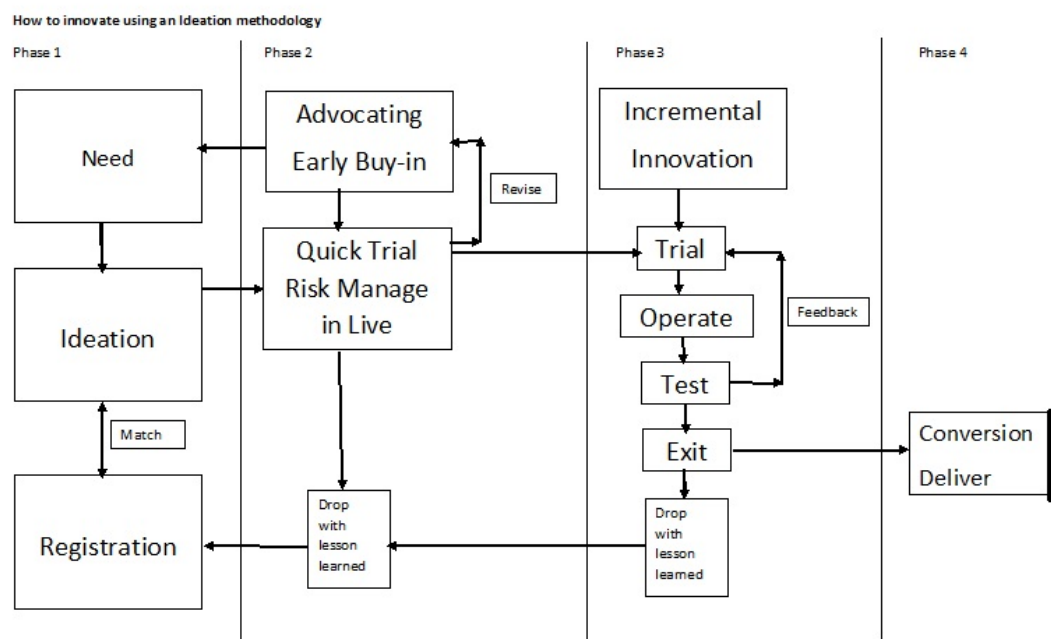 How to innovate using an Ideation methodology
Phase 1
Phase 2
Phase 3
Phase 4
Need
Advocating
Early Buy-in
Revise
Incremental
Innovation
Ideation
Quick Trial
Risk Manage
in Live
Trial
Operate
Feedback
Test
Match
Exit
Conversion
Deliver
Registration
Drop
with
lesson
learned
Drop
with
lesson
learned